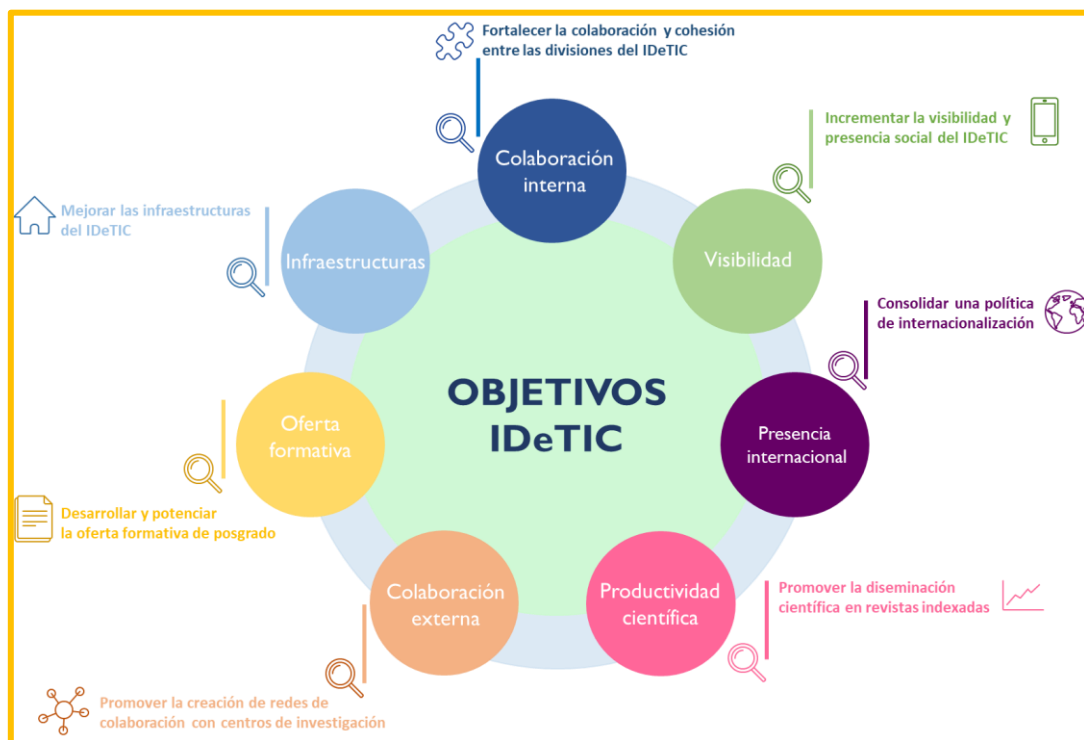 Fortalecer la colaboración y cohesión
entre las divisiones del IDeTIC
Colaboración
interna
Incrementar la visibilidad y
presencia social del IDeTIC
Visibilidad
Consolidar una política
de internacionalización
Presencia
internacional
Promover la diseminación
científica en revistas indexadas
Productividad
científica
Promover la creación de redes de
colaboración con centros de investigación
Colaboración
externa
Desarrollar y potenciar
la oferta formativa de posgrado
Oferta
formativa
Mejorar las infraestructuras
del IDeTIC
Infraestructuras
OBJETIVOS
IDeTIC